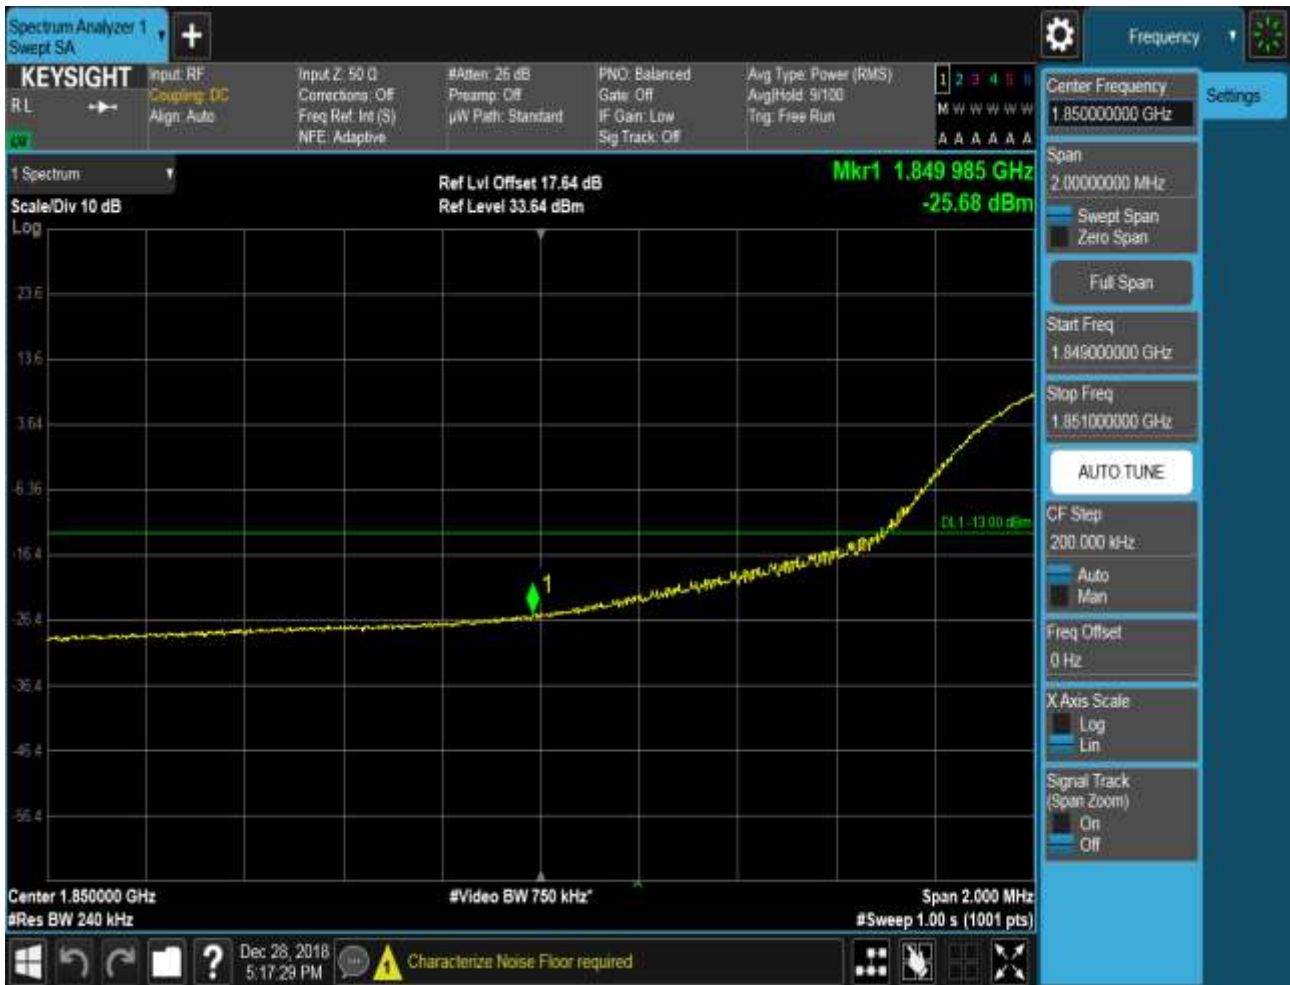 Spectrum Analyzer 1
Swept SA
Frequency
KEYSIGHT
R L
Input: RF
Coupling: DC
Align: Auto
Input Z: 50 Ω
Corrections: Off
Freq Ref: Int (S)
NFE: Adaptive
#Atten: 26 dB
Preamp: Off
µW Path: Standard
PNO: Balanced
Gate: Off
IF Gain: Low
Sig Track: Off
Avg Type: Power (RMS)
Avg|Hold: 9/100
Trig: Free Run
1 2 3 4 5 6
M W W W W W
A A A A A A
1 Spectrum
Scale/Div 10 dB
Log
Ref Lvl Offset 17.64 dB
Ref Level 33.64 dBm
Mkr1 1.849 985 GHz
-25.68 dBm
23.6
13.6
3.64
-6.36
-16.4
-26.4
-36.4
-46.4
-56.4
DL1 -13.00 dBm
1
Center 1.850000 GHz
#Res BW 240 kHz
#Video BW 750 kHz*
Span 2.000 MHz
#Sweep 1.00 s (1001 pts)
Center Frequency
1.850000000 GHz
Settings
Span
2.00000000 MHz
Swept Span
Zero Span
Full Span
Start Freq
1.849000000 GHz
Stop Freq
1.851000000 GHz
AUTO TUNE
CF Step
200.000 kHz
Auto
Man
Freq Offset
0 Hz
X Axis Scale
Log
Lin
Signal Track
(Span Zoom)
On
Off
?
Dec 28, 2018
5:17:29 PM
Characterize Noise Floor required